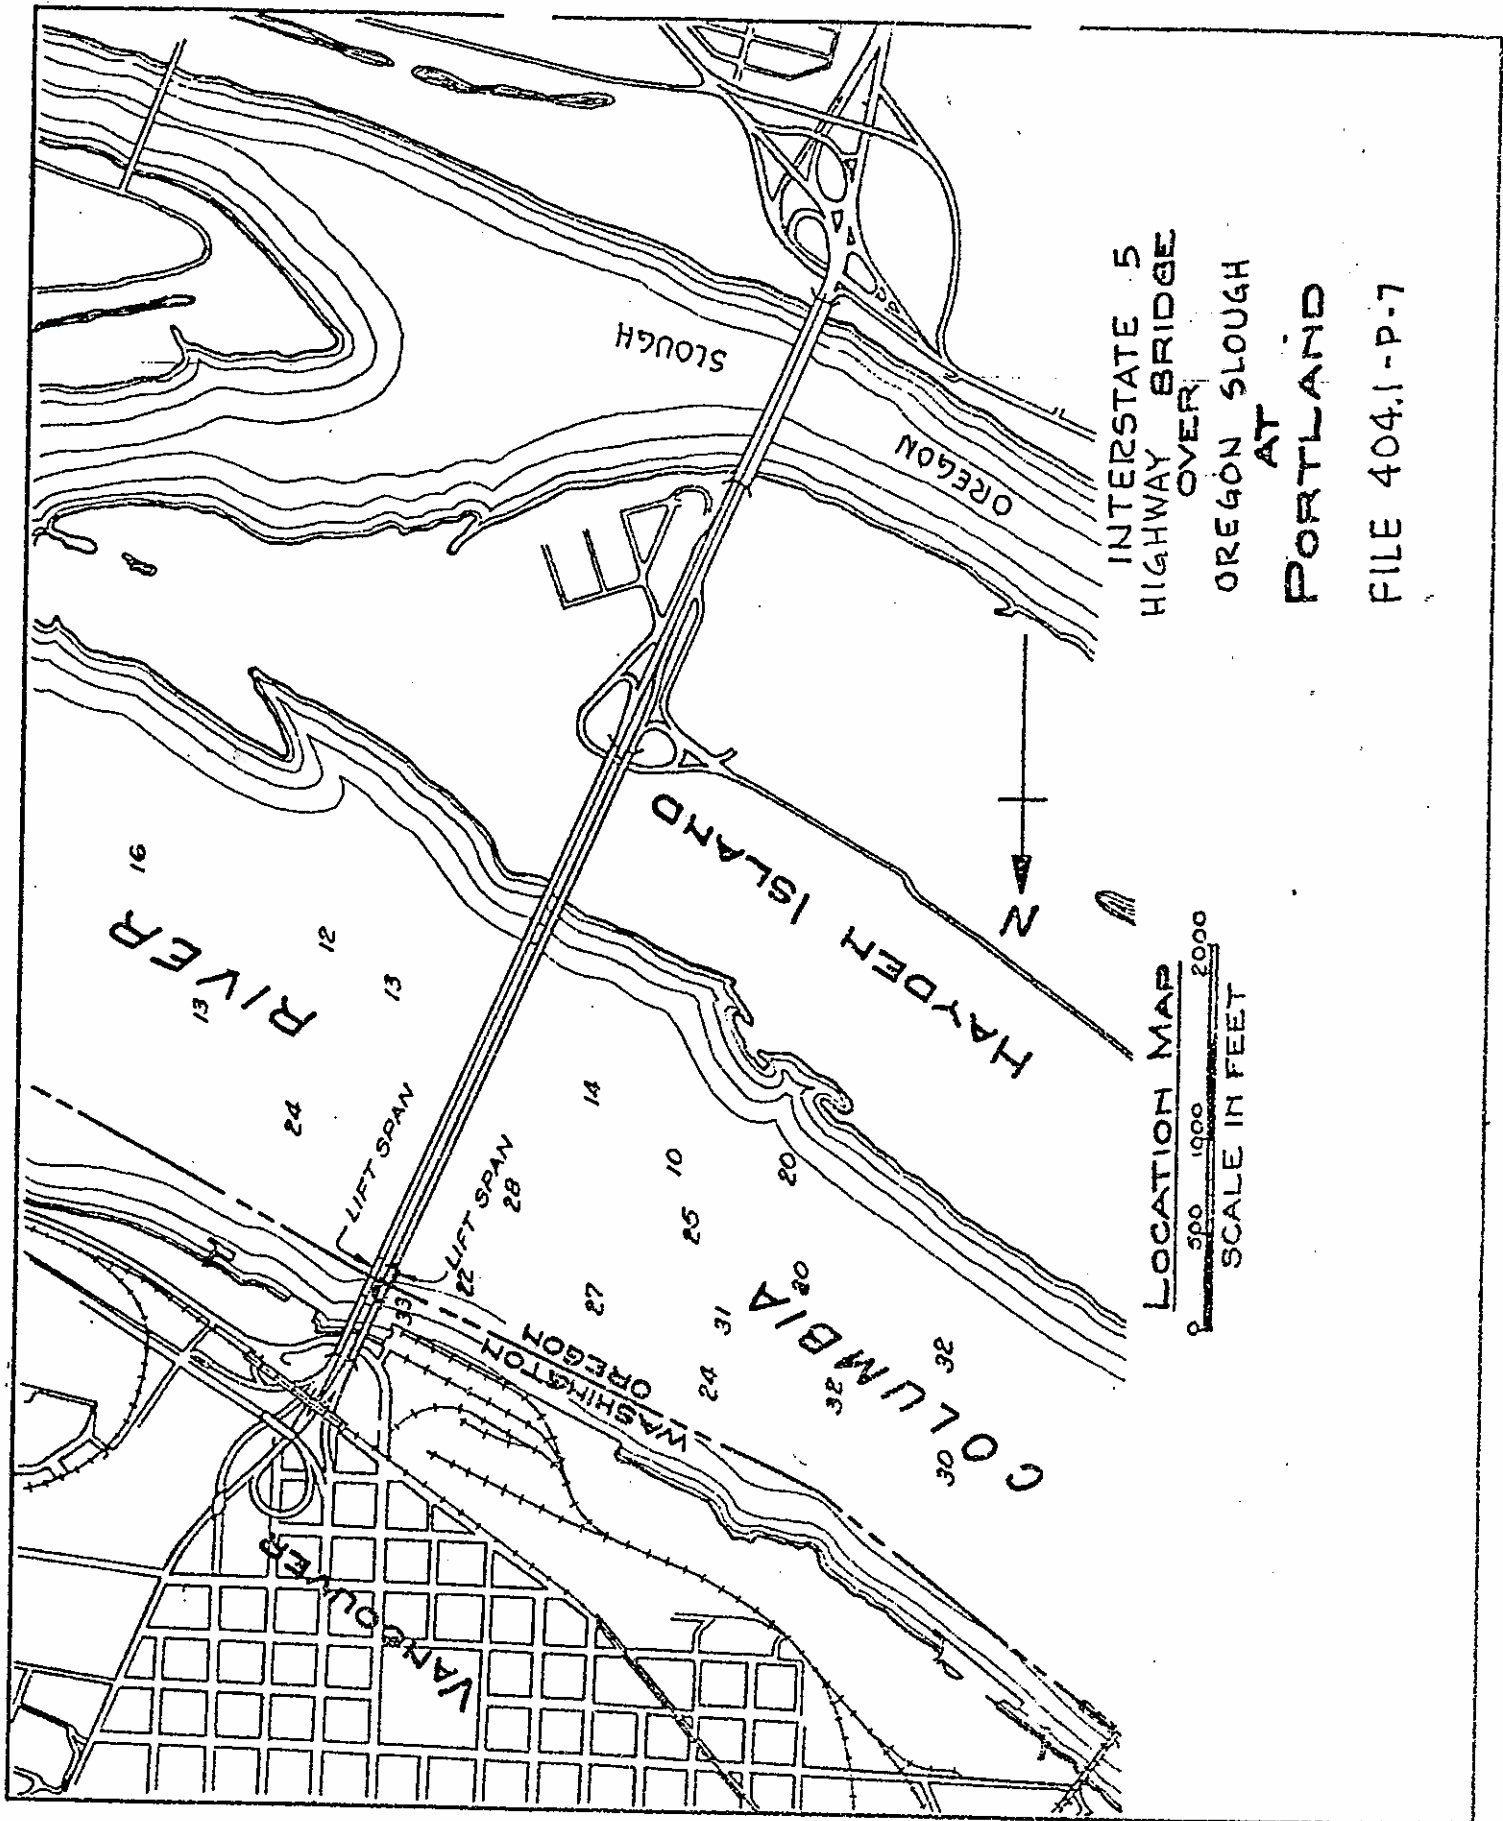 INTERSTATE 5
HIGHWAY BRIDGE
OVER
OREGON SLOUGH
AT
PORTLAND
FILE 404.1-P-7
LOCATION MAP
0 500 1000 2000
SCALE IN FEET
N
VANCOUVER
WASHINGTON
OREGON
COLUMBIA
RIVER
HAYDEN ISLAND
OREGON
SLOUGH
LIFT SPAN
LIFT SPAN
16
12
13
13
24
14
28
22
33
10
20
25
27
31
20
24
32
32
30